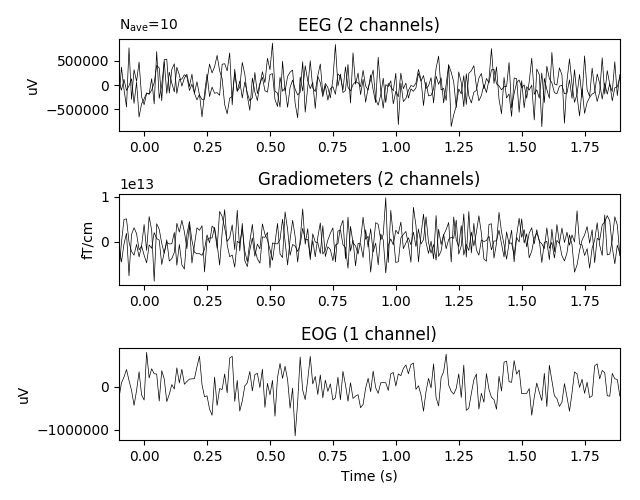 N_ave=10
EEG (2 channels)
uV
500000
0
−500000
0.00 0.25 0.50 0.75 1.00 1.25 1.50 1.75
1e13
Gradiometers (2 channels)
fT/cm
1
0
0.00 0.25 0.50 0.75 1.00 1.25 1.50 1.75
EOG (1 channel)
uV
0
−1000000
0.00 0.25 0.50 0.75 1.00 1.25 1.50 1.75
Time (s)